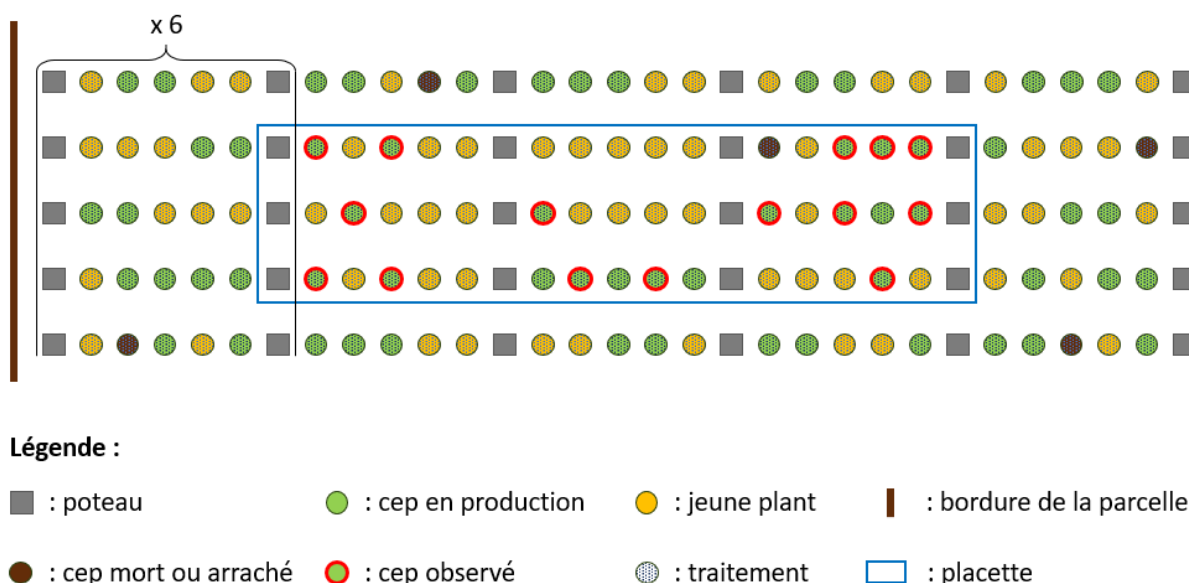 x 6
Légende :
: poteau : cep en production : jeune plant : bordure de la parcelle
: cep mort ou arraché : cep observé : traitement : placette